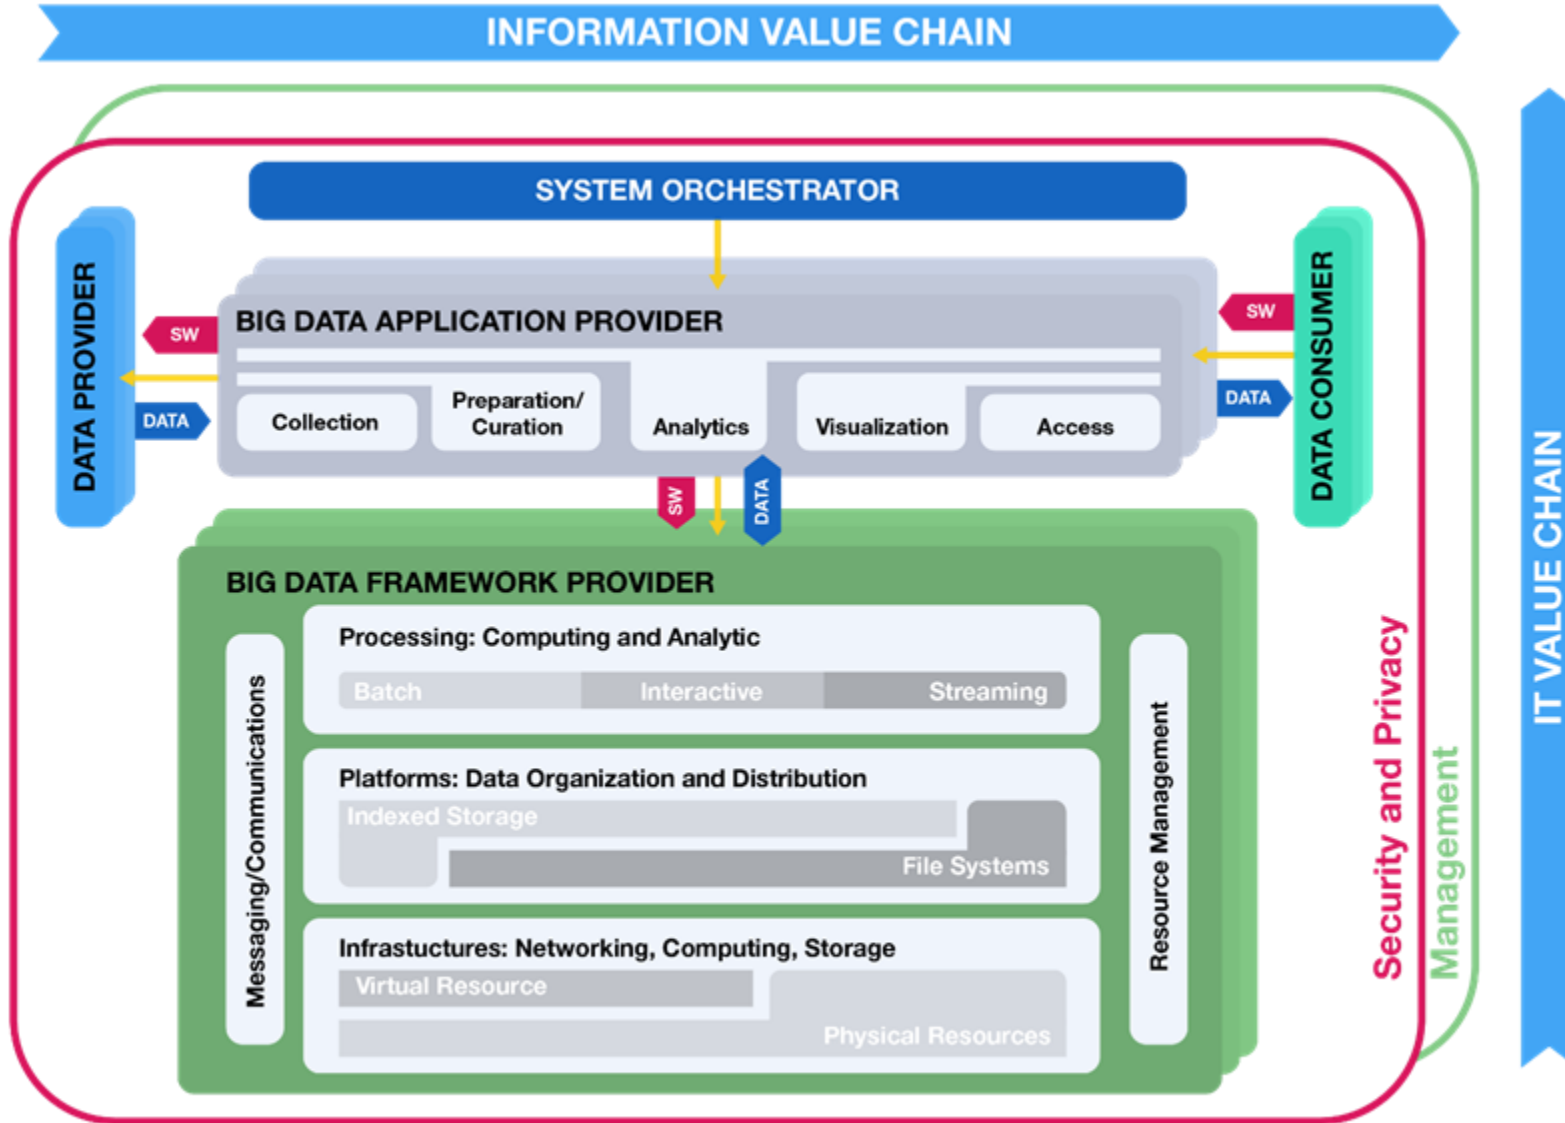 INFORMATION VALUE CHAIN
SYSTEM ORCHESTRATOR
DATA PROVIDER
SW
DATA
BIG DATA APPLICATION PROVIDER
Collection
Preparation/
Curation
Analytics
Visualization
Access
SW
DATA
DATA CONSUMER
SW
DATA
BIG DATA FRAMEWORK PROVIDER
Messaging/Communications
Processing: Computing and Analytic
Batch
Interactive
Streaming
Platforms: Data Organization and Distribution
Indexed Storage
File Systems
Infrastuctures: Networking, Computing, Storage
Virtual Resource
Physical Resources
Resource Management
Security and Privacy
Management
IT VALUE CHAIN